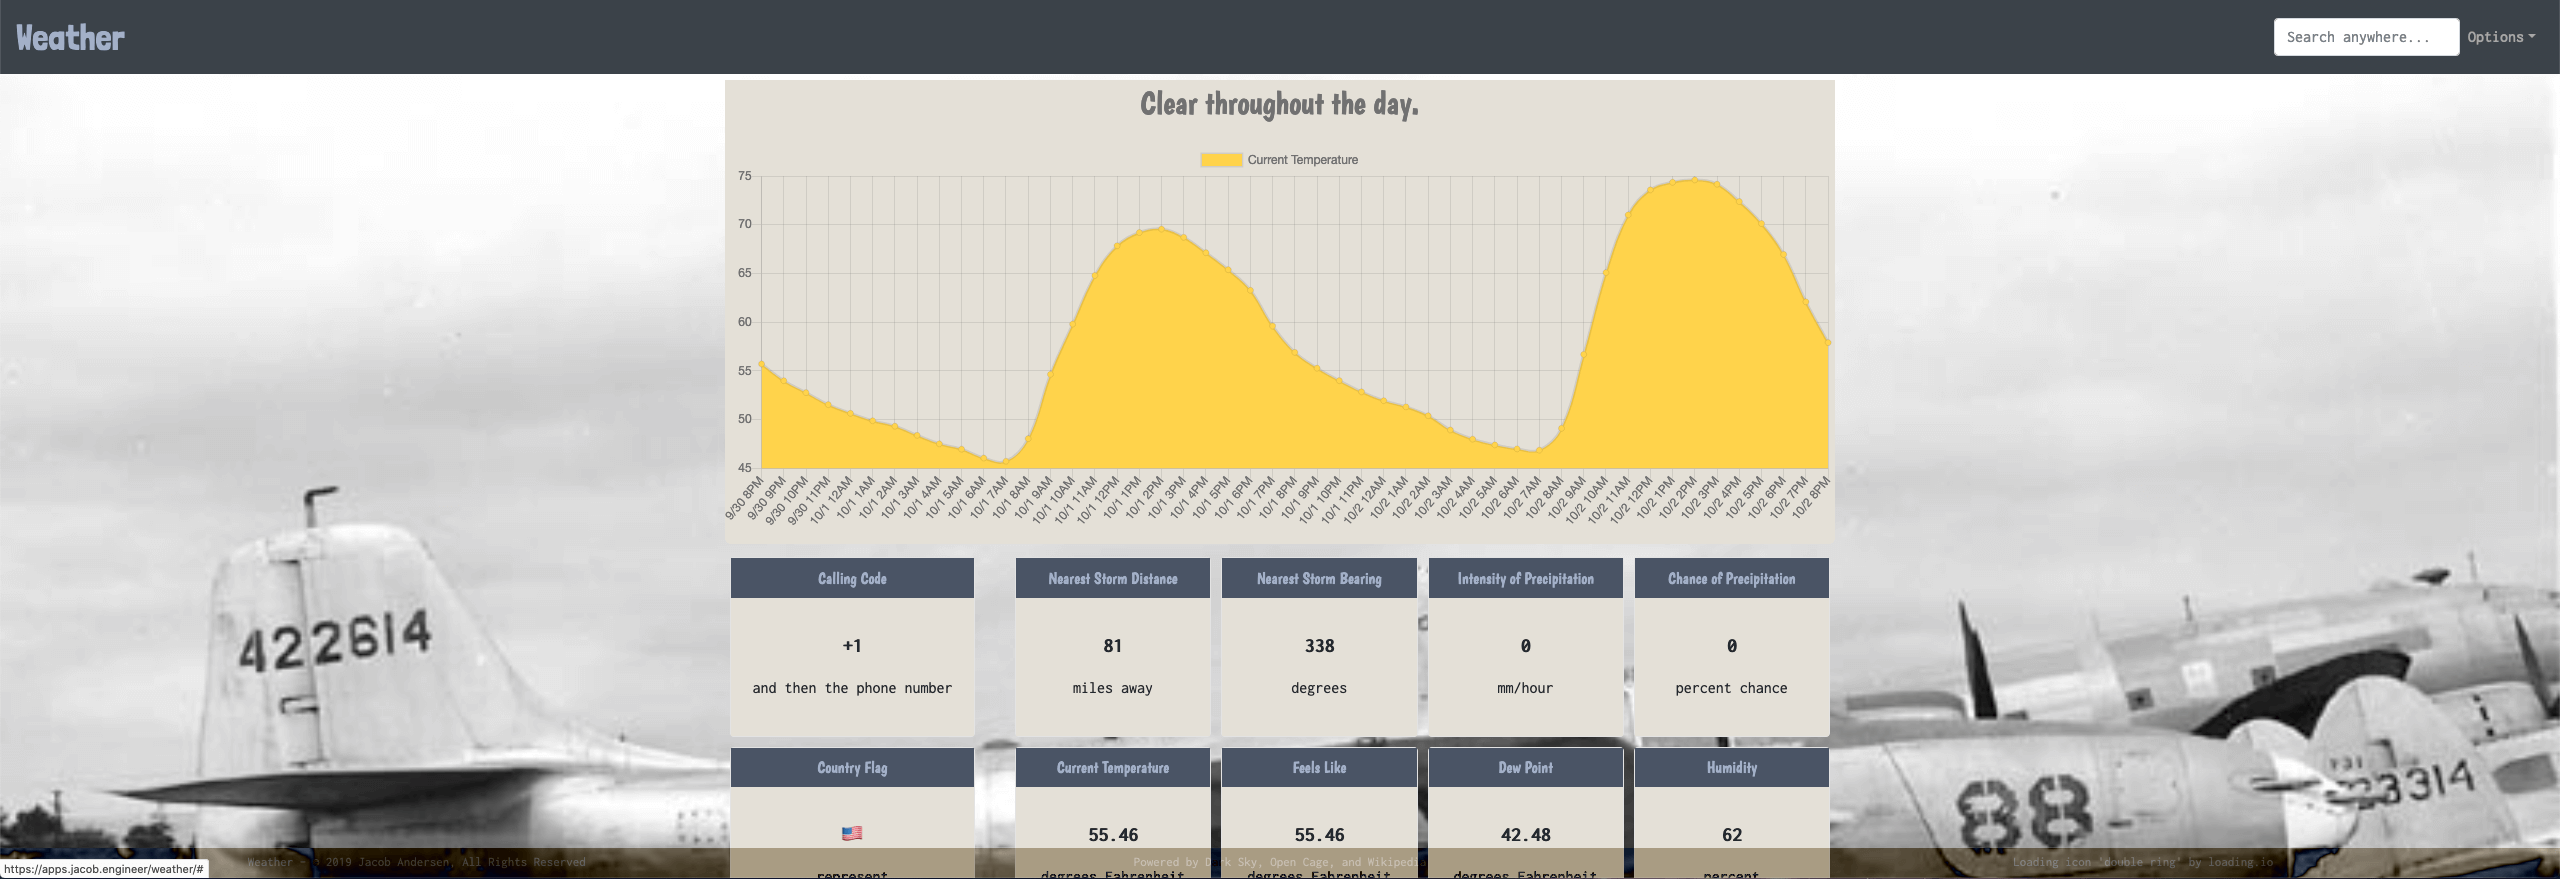 Weather
Search anywhere...
Options
Clear throughout the day.
Current Temperature
75
70
65
60
55
50
45
9/30 8PM
9/30 9PM
9/30 10PM
9/30 11PM
10/1 12AM
10/1 1AM
10/1 2AM
10/1 3AM
10/1 4AM
10/1 5AM
10/1 6AM
10/1 7AM
10/1 8AM
10/1 9AM
10/1 10AM
10/1 11AM
10/1 12PM
10/1 1PM
10/1 2PM
10/1 3PM
10/1 4PM
10/1 5PM
10/1 6PM
10/1 7PM
10/1 8PM
10/1 9PM
10/1 10PM
10/1 11PM
10/2 12AM
10/2 1AM
10/2 2AM
10/2 3AM
10/2 4AM
10/2 5AM
10/2 6AM
10/2 7AM
10/2 8AM
10/2 9AM
10/2 10AM
10/2 11AM
10/2 12PM
10/2 1PM
10/2 2PM
10/2 3PM
10/2 4PM
10/2 5PM
10/2 6PM
10/2 7PM
10/2 8PM
Calling Code
+1
and then the phone number
Nearest Storm Distance
81
miles away
Nearest Storm Bearing
338
degrees
Intensity of Precipitation
0
mm/hour
Chance of Precipitation
0
percent chance
Country Flag
represent
Current Temperature
55.46
degrees Fahrenheit
Feels Like
55.46
degrees Fahrenheit
Dew Point
42.48
degrees Fahrenheit
Humidity
62
percent
422614
88
731
23314
Weather - © 2019 Jacob Andersen, All Rights Reserved
Powered by Dark Sky, Open Cage, and Wikipedia
Loading icon "double ring" by loading.io
https://apps.jacob.engineer/weather/#